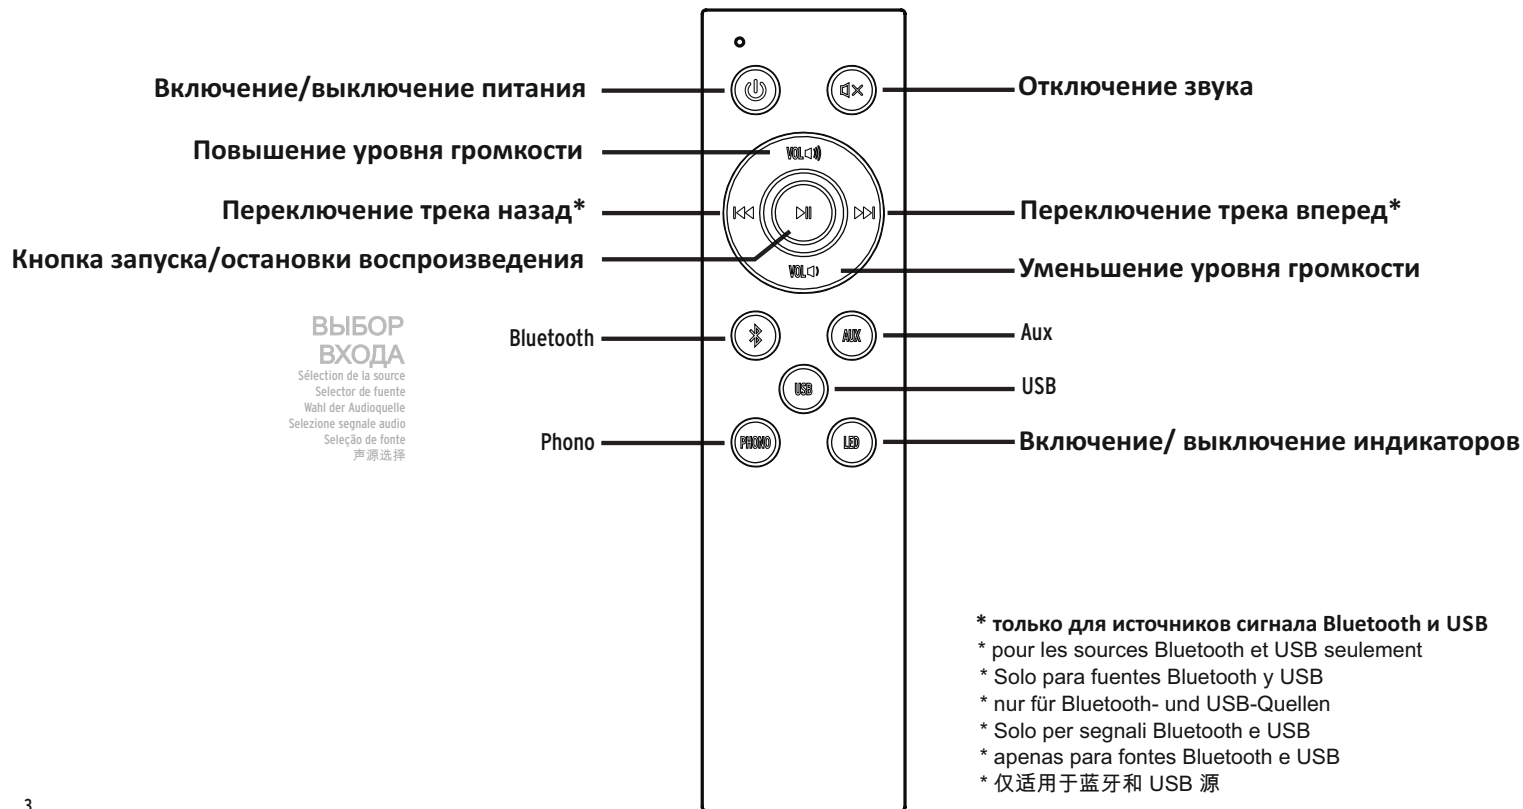 Включение/выключение питания
Отключение звука
Повышение уровня громкости
VOL
Переключение трека назад*
Переключение трека вперед*
Кнопка запуска/остановки воспроизведения
VOL
Уменьшение уровня громкости
ВЫБОР
ВХОДА
Sélection de la source
Selector de fuente
Wahl der Audioquelle
Selezione segnale audio
Seleção de fonte
声源选择
Bluetooth
AUX
Aux
USB
USB
Phono
PHONO
LED
Включение/ выключение индикаторов
* только для источников сигнала Bluetooth и USB
* pour les sources Bluetooth et USB seulement
* Solo para fuentes Bluetooth y USB
* nur für Bluetooth- und USB-Quellen
* Solo per segnali Bluetooth e USB
* apenas para fontes Bluetooth e USB
* 仅适用于蓝牙和 USB 源
3